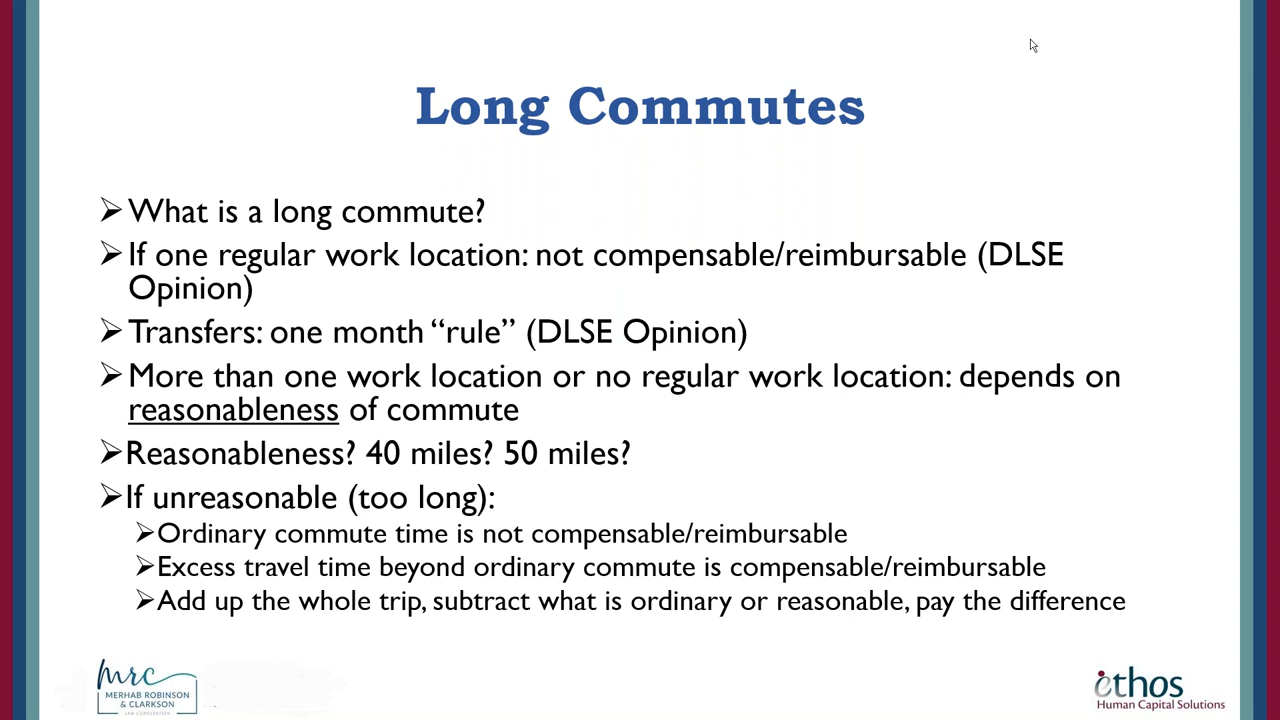 Long Commutes
➢What is a long commute?
➢If one regular work location: not compensable/reimbursable (DLSE
Opinion)
➢Transfers: one month “rule” (DLSE Opinion)
➢More than one work location or no regular work location: depends on
reasonableness of commute
➢Reasonableness? 40 miles? 50 miles?
➢If unreasonable (too long):
➢Ordinary commute time is not compensable/reimbursable
➢Excess travel time beyond ordinary commute is compensable/reimbursable
➢Add up the whole trip, subtract what is ordinary or reasonable, pay the difference
mrc
MERHAB ROBINSON
& CLARKSON
LAW CORPORATION
ethos
Human Capital Solutions